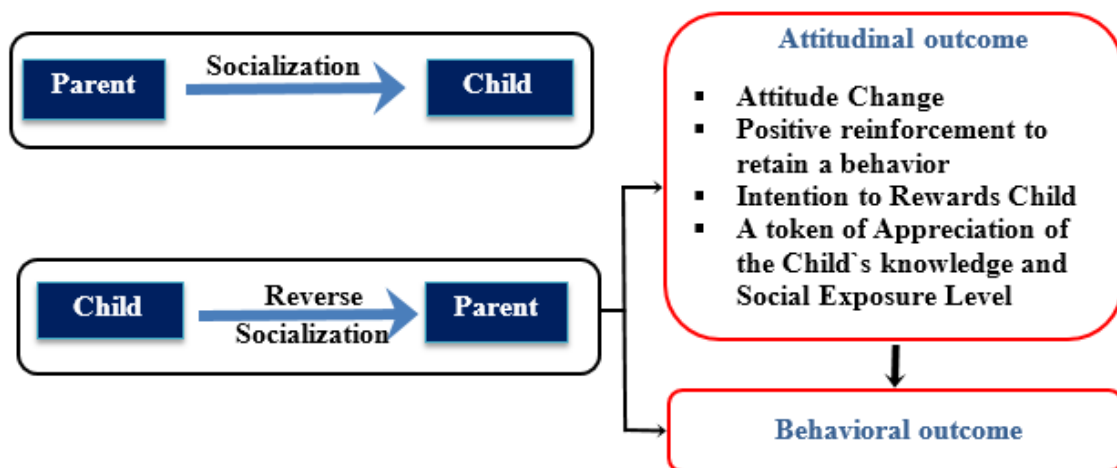 Parent
Socialization
Child
Child
Reverse
Socialization
Parent
Attitudinal outcome
▪ Attitude Change
▪ Positive reinforcement to
retain a behavior
▪ Intention to Rewards Child
▪ A token of Appreciation of
the Child`s knowledge and
Social Exposure Level
Behavioral outcome